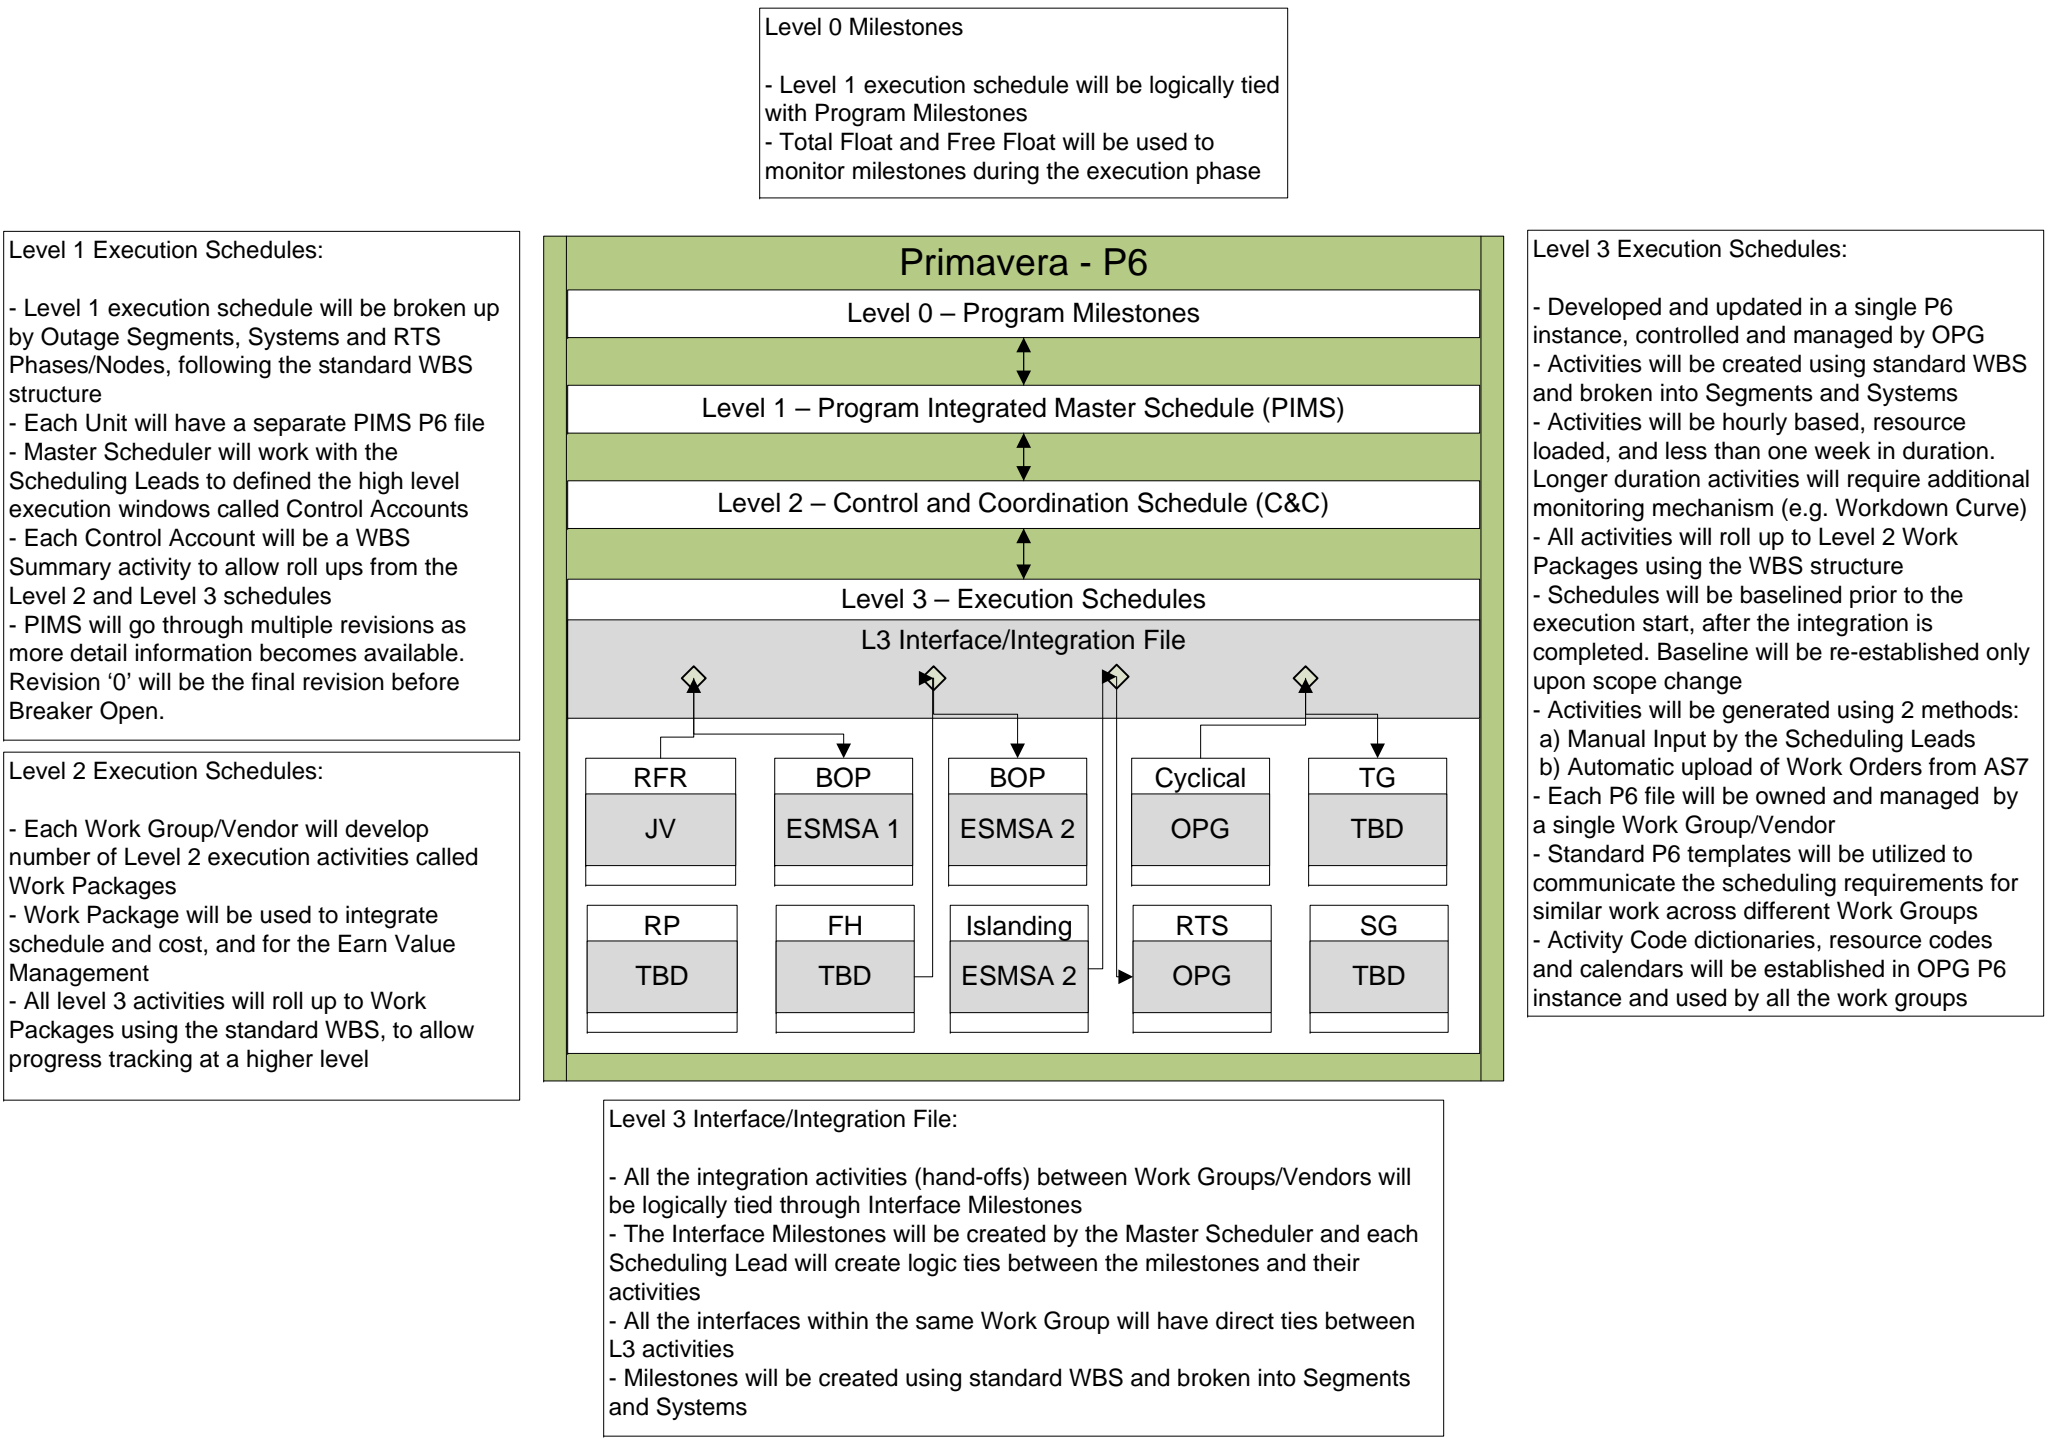 Level 0 Milestones
- Level 1 execution schedule will be logically tied
with Program Milestones
- Total Float and Free Float will be used to
monitor milestones during the execution phase
Level 1 Execution Schedules:
- Level 1 execution schedule will be broken up
by Outage Segments, Systems and RTS
Phases/Nodes, following the standard WBS
structure
- Each Unit will have a separate PIMS P6 file
- Master Scheduler will work with the
Scheduling Leads to defined the high level
execution windows called Control Accounts
- Each Control Account will be a WBS
Summary activity to allow roll ups from the
Level 2 and Level 3 schedules
- PIMS will go through multiple revisions as
more detail information becomes available.
Revision ‘0’ will be the final revision before
Breaker Open.
Level 2 Execution Schedules:
- Each Work Group/Vendor will develop
number of Level 2 execution activities called
Work Packages
- Work Package will be used to integrate
schedule and cost, and for the Earn Value
Management
- All level 3 activities will roll up to Work
Packages using the standard WBS, to allow
progress tracking at a higher level
Primavera - P6
Level 0 – Program Milestones
Level 1 – Program Integrated Master Schedule (PIMS)
Level 2 – Control and Coordination Schedule (C&C)
Level 3 – Execution Schedules
L3 Interface/Integration File
RFR
JV
BOP
ESMSA 1
BOP
ESMSA 2
Cyclical
OPG
TG
TBD
RP
TBD
FH
TBD
Islanding
ESMSA 2
RTS
OPG
SG
TBD
Level 3 Execution Schedules:
- Developed and updated in a single P6
instance, controlled and managed by OPG
- Activities will be created using standard WBS
and broken into Segments and Systems
- Activities will be hourly based, resource
loaded, and less than one week in duration.
Longer duration activities will require additional
monitoring mechanism (e.g. Workdown Curve)
- All activities will roll up to Level 2 Work
Packages using the WBS structure
- Schedules will be baselined prior to the
execution start, after the integration is
completed. Baseline will be re-established only
upon scope change
- Activities will be generated using 2 methods:
a) Manual Input by the Scheduling Leads
b) Automatic upload of Work Orders from AS7
- Each P6 file will be owned and managed by
a single Work Group/Vendor
- Standard P6 templates will be utilized to
communicate the scheduling requirements for
similar work across different Work Groups
- Activity Code dictionaries, resource codes
and calendars will be established in OPG P6
instance and used by all the work groups
Level 3 Interface/Integration File:
- All the integration activities (hand-offs) between Work Groups/Vendors will
be logically tied through Interface Milestones
- The Interface Milestones will be created by the Master Scheduler and each
Scheduling Lead will create logic ties between the milestones and their
activities
- All the interfaces within the same Work Group will have direct ties between
L3 activities
- Milestones will be created using standard WBS and broken into Segments
and Systems